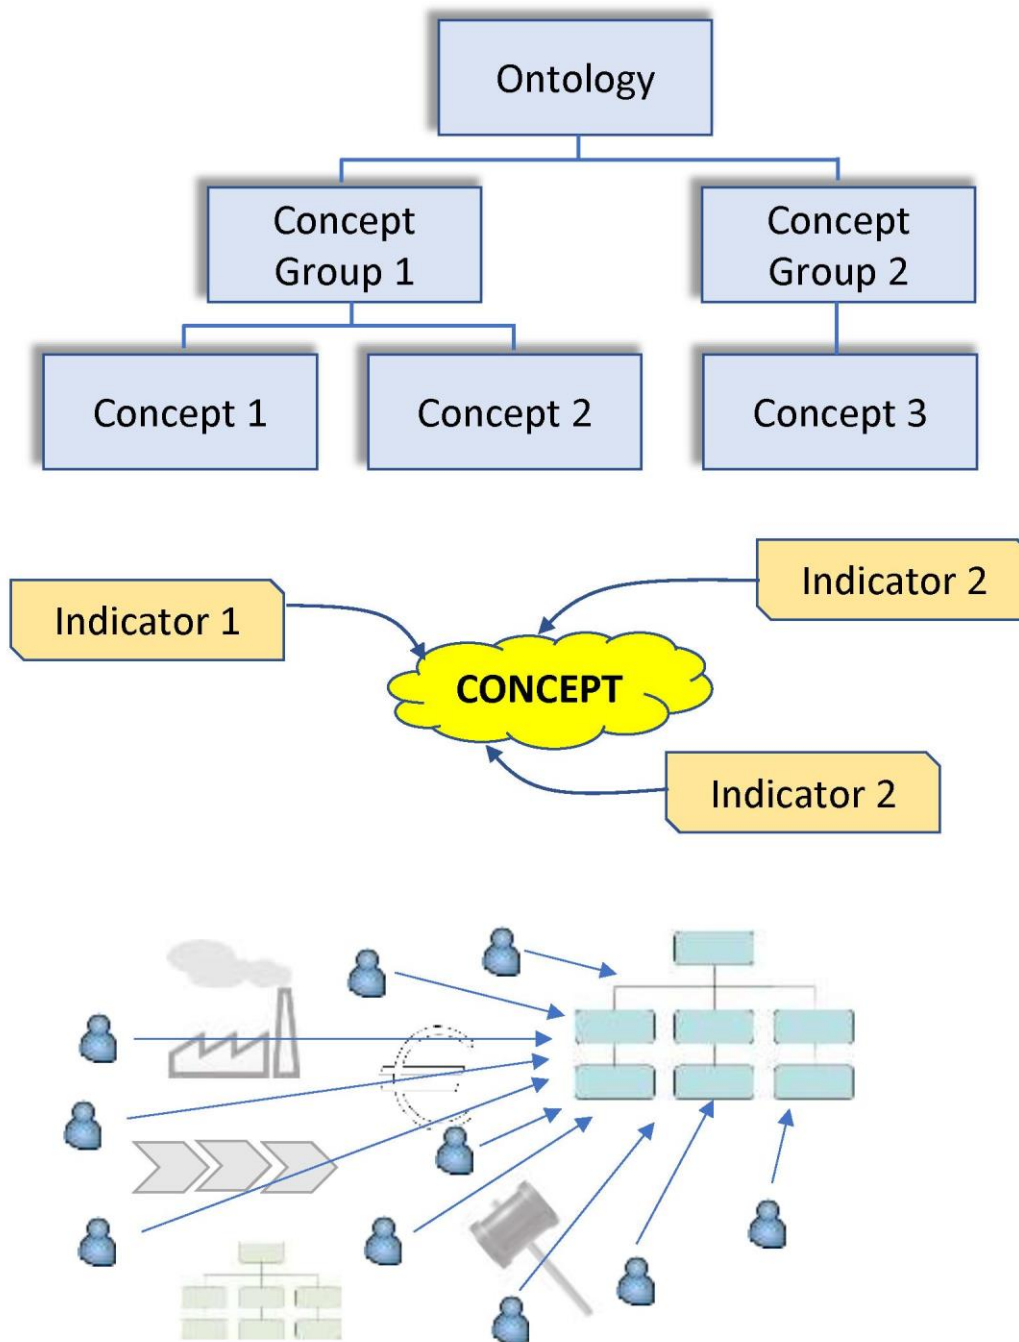 Ontology
Concept
Group 1
Concept
Group 2
Concept 1
Concept 2
Concept 3
Indicator 2
Indicator 1
CONCEPT
Indicator 2